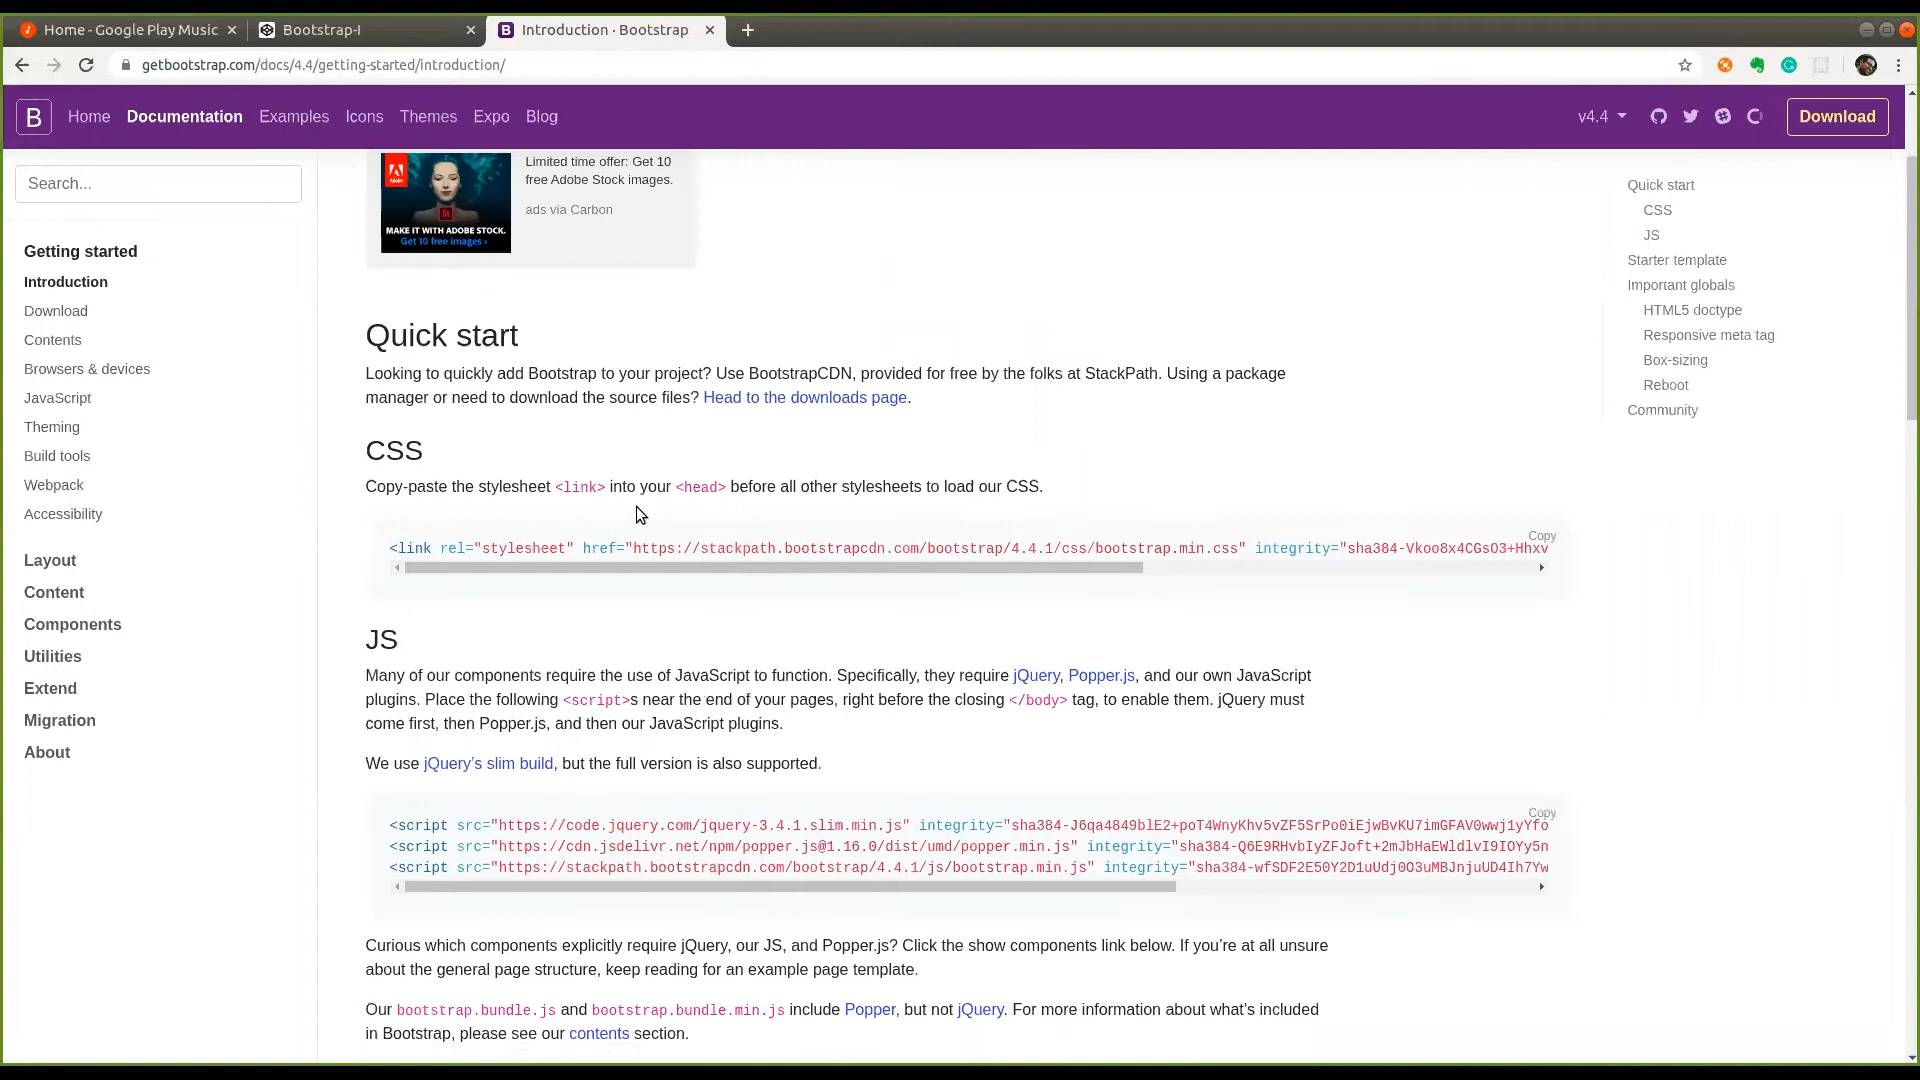 Home - Google Play Music
Bootstrap-I
Introduction · Bootstrap
getbootstrap.com/docs/4.4/getting-started/introduction/
B Home Documentation Examples Icons Themes Expo Blog v4.4 Download
Search...
Getting started
Introduction
Download
Contents
Browsers & devices
JavaScript
Theming
Build tools
Webpack
Accessibility
Layout
Content
Components
Utilities
Extend
Migration
About
MAKE IT WITH ADOBE STOCK.
Get 10 free images ›
Limited time offer: Get 10
free Adobe Stock images.
ads via Carbon
Quick start
Looking to quickly add Bootstrap to your project? Use BootstrapCDN, provided for free by the folks at StackPath. Using a package
manager or need to download the source files? Head to the downloads page.
CSS
Copy-paste the stylesheet <link> into your <head> before all other stylesheets to load our CSS.
Copy
<link rel="stylesheet" href="https://stackpath.bootstrapcdn.com/bootstrap/4.4.1/css/bootstrap.min.css" integrity="sha384-Vkoo8x4CGsO3+Hhxv
JS
Many of our components require the use of JavaScript to function. Specifically, they require jQuery, Popper.js, and our own JavaScript
plugins. Place the following <script>s near the end of your pages, right before the closing </body> tag, to enable them. jQuery must
come first, then Popper.js, and then our JavaScript plugins.
We use jQuery’s slim build, but the full version is also supported.
Copy
<script src="https://code.jquery.com/jquery-3.4.1.slim.min.js" integrity="sha384-J6qa4849blE2+poT4WnyKhv5vZF5SrPo0iEjwBvKU7imGFAV0wwj1yYfo
<script src="https://cdn.jsdelivr.net/npm/popper.js@1.16.0/dist/umd/popper.min.js" integrity="sha384-Q6E9RHvbIyZFJoft+2mJbHaEWldlvI9IOYy5n
<script src="https://stackpath.bootstrapcdn.com/bootstrap/4.4.1/js/bootstrap.min.js" integrity="sha384-wfSDF2E50Y2D1uUdj0O3uMBJnjuUD4Ih7Yw
Curious which components explicitly require jQuery, our JS, and Popper.js? Click the show components link below. If you’re at all unsure
about the general page structure, keep reading for an example page template.
Our bootstrap.bundle.js and bootstrap.bundle.min.js include Popper, but not jQuery. For more information about what’s included
in Bootstrap, please see our contents section.
Quick start
CSS
JS
Starter template
Important globals
HTML5 doctype
Responsive meta tag
Box-sizing
Reboot
Community